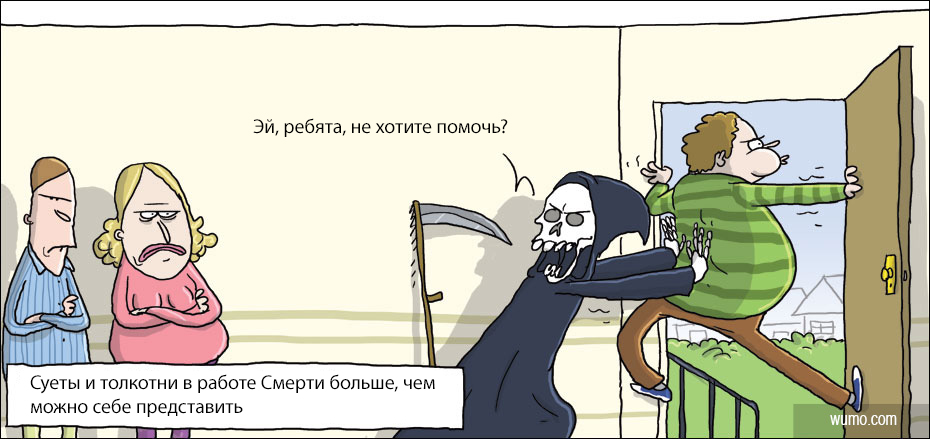 Эй, ребята, не хотите помочь?
Суеты и толкотни в работе Смерти больше, чем
можно себе представить
wumo.com